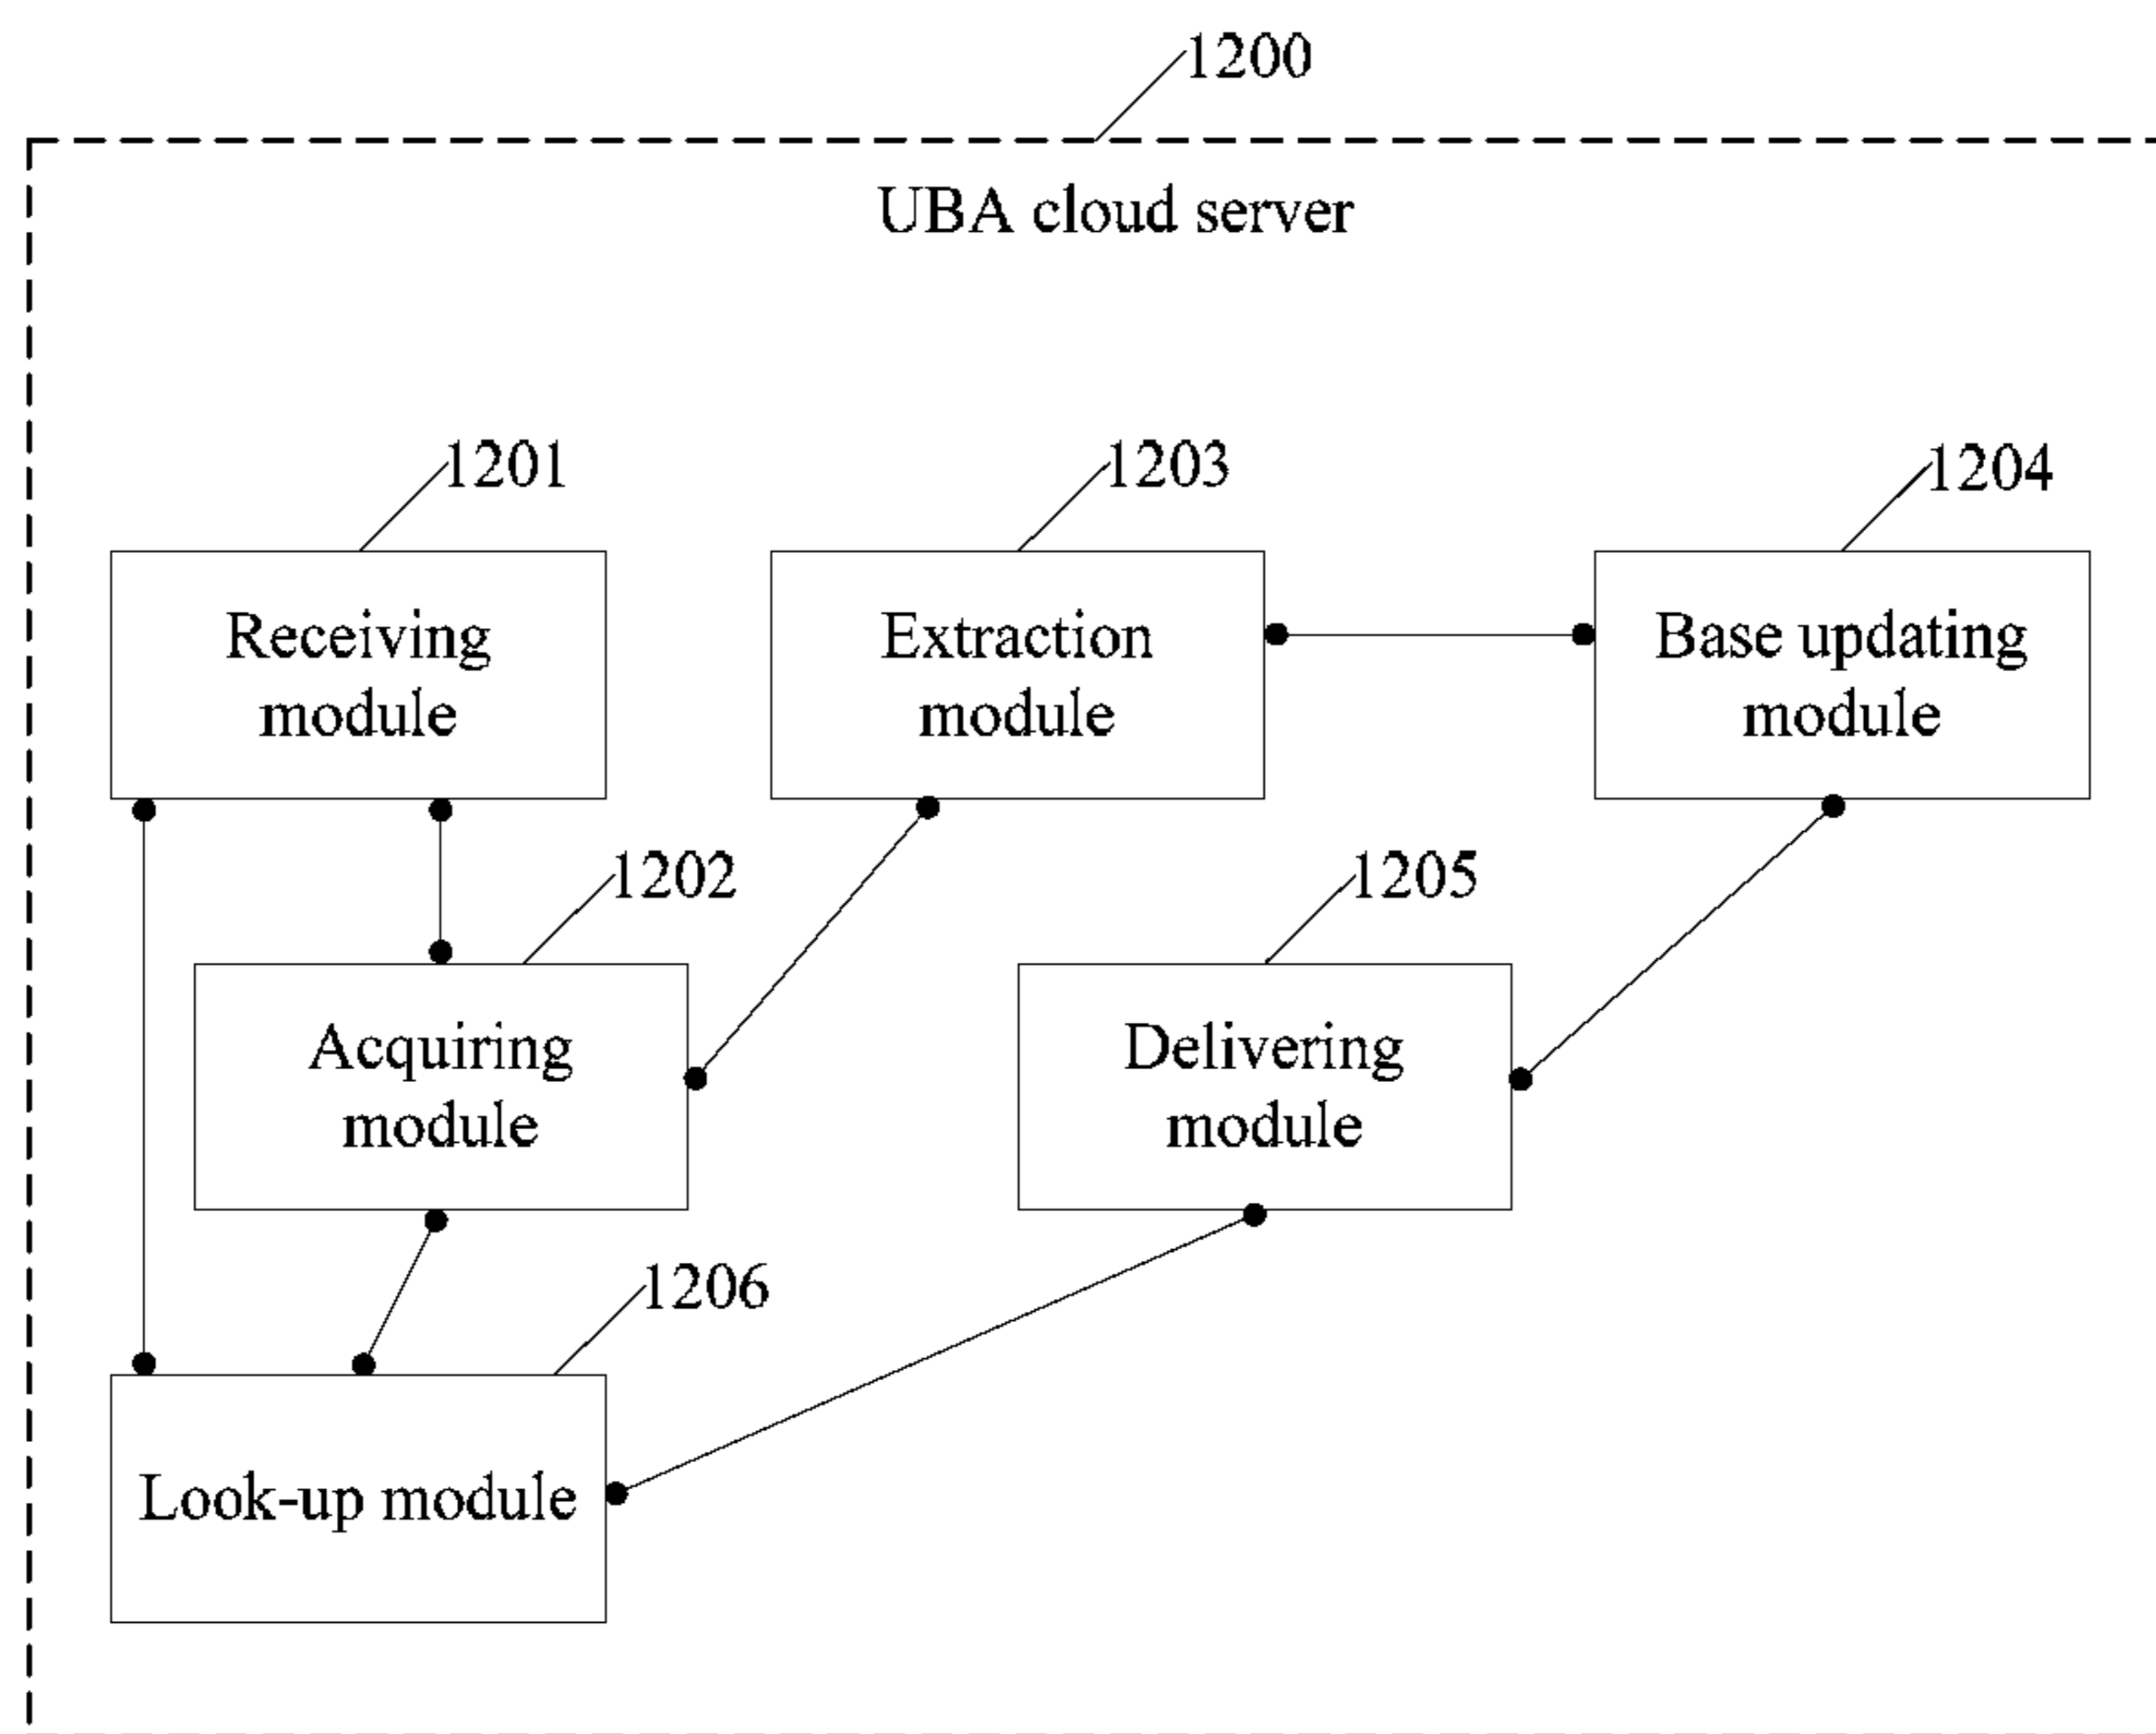 1200
UBA cloud server
1201
1203
1204
Receiving
module
Extraction
module
Base updating
module
1202
1205
Acquiring
module
Delivering
module
1206
Look-up module